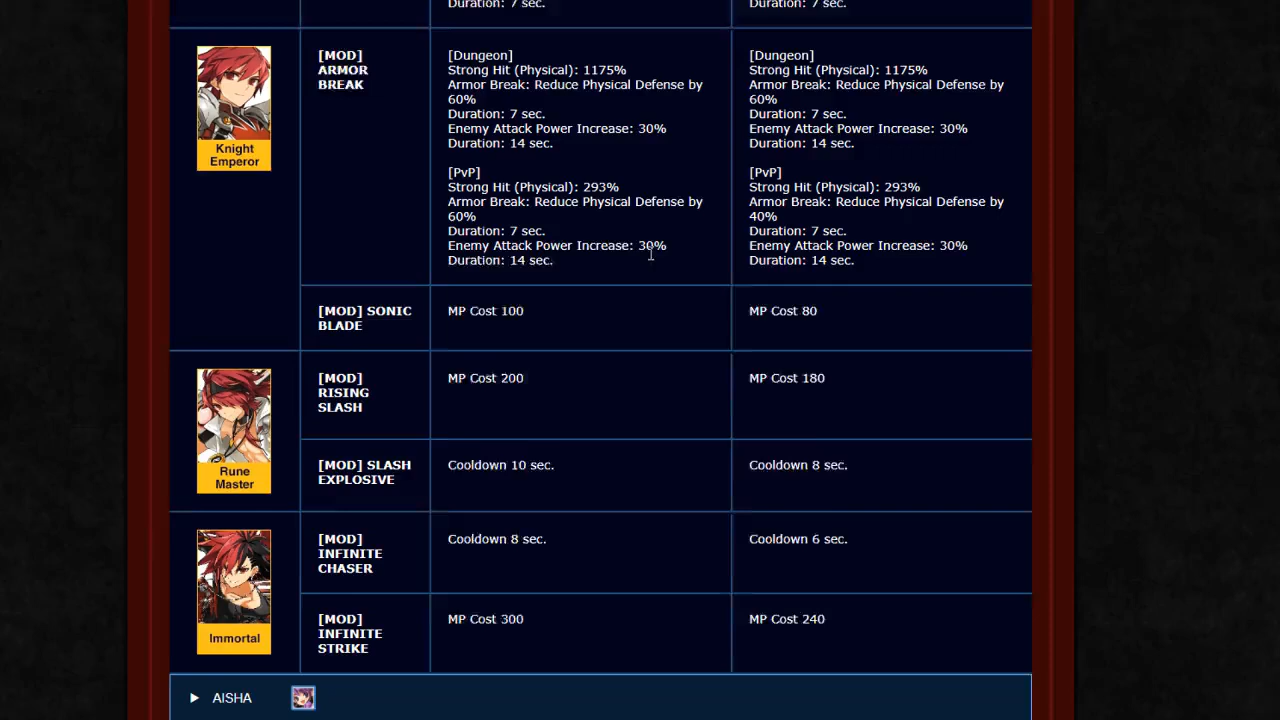 Duration: 7 sec.
Duration: 7 sec.
Knight
Emperor
[MOD]
ARMOR
BREAK
[Dungeon]
Strong Hit (Physical): 1175%
Armor Break: Reduce Physical Defense by
60%
Duration: 7 sec.
Enemy Attack Power Increase: 30%
Duration: 14 sec.
[PvP]
Strong Hit (Physical): 293%
Armor Break: Reduce Physical Defense by
60%
Duration: 7 sec.
Enemy Attack Power Increase: 30%
Duration: 14 sec.
[Dungeon]
Strong Hit (Physical): 1175%
Armor Break: Reduce Physical Defense by
60%
Duration: 7 sec.
Enemy Attack Power Increase: 30%
Duration: 14 sec.
[PvP]
Strong Hit (Physical): 293%
Armor Break: Reduce Physical Defense by
40%
Duration: 7 sec.
Enemy Attack Power Increase: 30%
Duration: 14 sec.
[MOD] SONIC
BLADE
MP Cost 100
MP Cost 80
Rune
Master
[MOD]
RISING
SLASH
MP Cost 200
MP Cost 180
[MOD] SLASH
EXPLOSIVE
Cooldown 10 sec.
Cooldown 8 sec.
Immortal
[MOD]
INFINITE
CHASER
Cooldown 8 sec.
Cooldown 6 sec.
[MOD]
INFINITE
STRIKE
MP Cost 300
MP Cost 240
AISHA